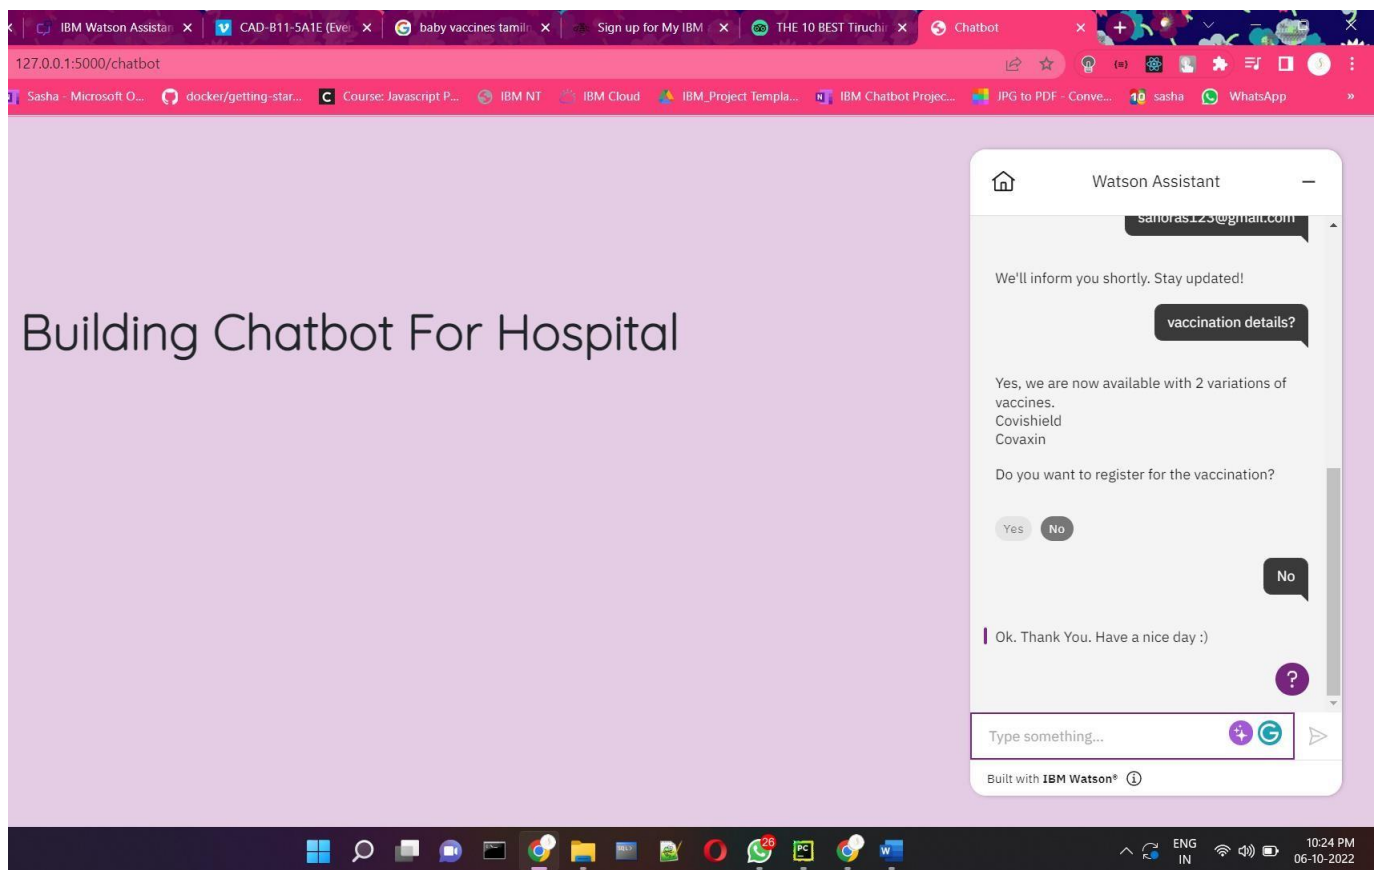 IBM Watson Assistan
CAD-B11-5A1E (Ever
baby vaccines tamiln
Sign up for My IBM
THE 10 BEST Tiruchir
Chatbot
127.0.0.1:5000/chatbot
Sasha - Microsoft O...
docker/getting-star...
Course: Javascript P...
IBM NT
IBM Cloud
IBM_Project Templa...
IBM Chatbot Projec...
JPG to PDF - Conve...
sasha
WhatsApp
»
Watson Assistant
We'll inform you shortly. Stay updated!
vaccination details?
Building Chatbot For Hospital
Yes, we are now available with 2 variations of
vaccines.
Covishield
Covaxin
Do you want to register for the vaccination?
Yes No
No
Ok. Thank You. Have a nice day :)
?
Type something...
Built with IBM Watson®
26
ENG
IN
10:24 PM
06-10-2022